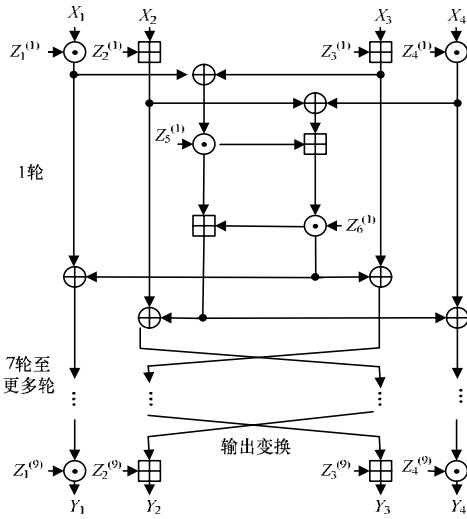 X₁ X₂ X₃ X₄
Z₁⁽¹⁾ Z₂⁽¹⁾ Z₃⁽¹⁾ Z₄⁽¹⁾
Z₅⁽¹⁾
1轮
Z₆⁽¹⁾
7轮至
更多轮
输出变换
Z₁⁽⁹⁾ Z₂⁽⁹⁾ Z₃⁽⁹⁾ Z₄⁽⁹⁾
Y₁ Y₂ Y₃ Y₄